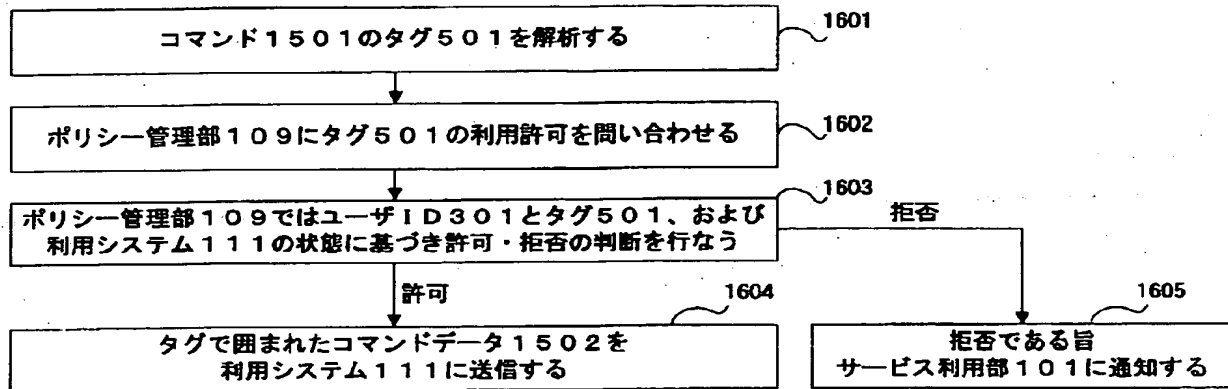 コマンド１５０１のタグ５０１を解析する
1601
ポリシー管理部１０９にタグ５０１の利用許可を問い合わせる
1602
ポリシー管理部１０９ではユーザＩＤ３０１とタグ５０１、および
利用システム１１１の状態に基づき許可・拒否の判断を行なう
1603
拒否
許可
タグで囲まれたコマンドデータ１５０２を
利用システム１１１に送信する
1604
拒否である旨
サービス利用部１０１に通知する
1605